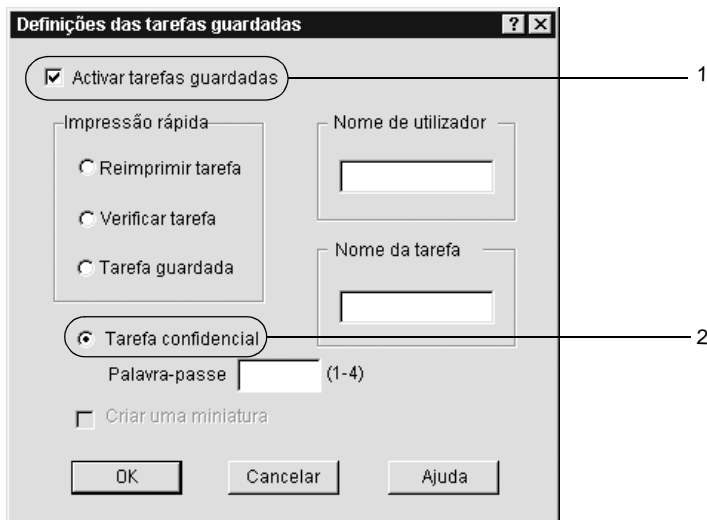 Definições das tarefas guardadas
Activar tarefas guardadas
1
Impressão rápida
Reimprimir tarefa
Verificar tarefa
Tarefa guardada
Nome de utilizador
Nome da tarefa
Tarefa confidencial
2
Palavra-passe (1-4)
Criar uma miniatura
OK Cancelar Ajuda